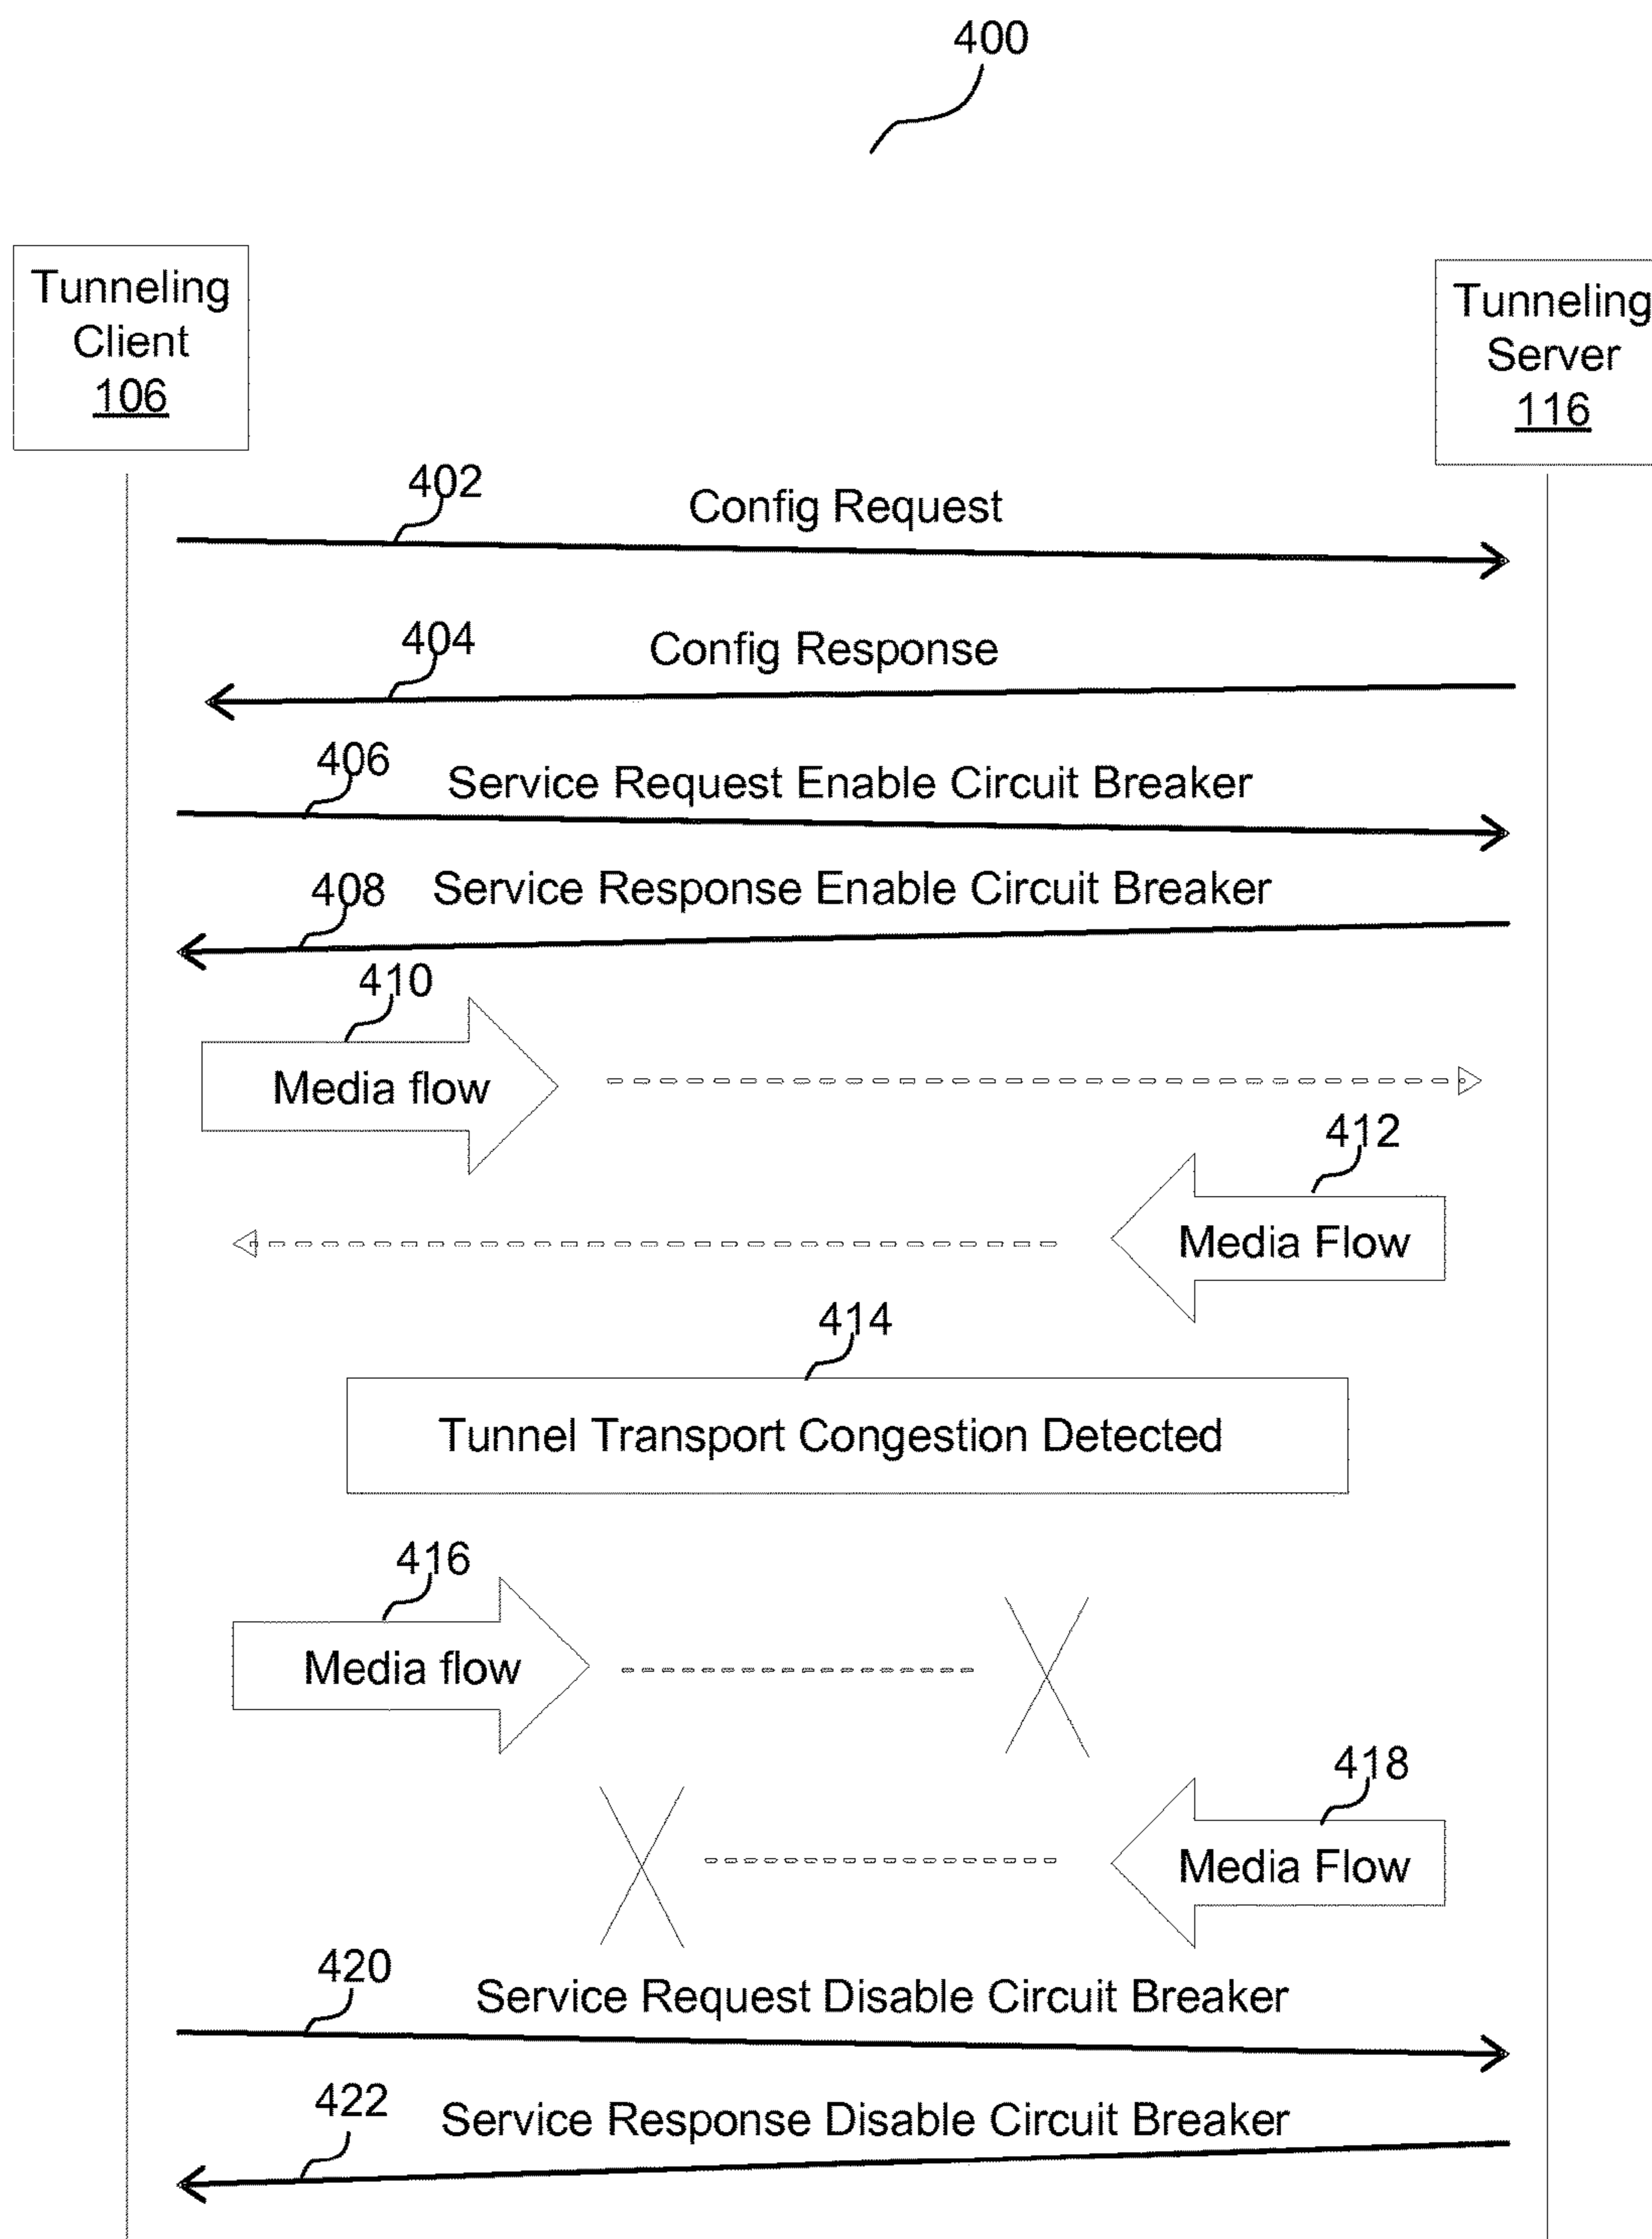 400
Tunneling
Client
106
Tunneling
Server
116
402
Config Request
404
Config Response
406
Service Request Enable Circuit Breaker
408
Service Response Enable Circuit Breaker
410
Media flow
412
Media Flow
414
Tunnel Transport Congestion Detected
416
Media flow
418
Media Flow
420
Service Request Disable Circuit Breaker
422
Service Response Disable Circuit Breaker